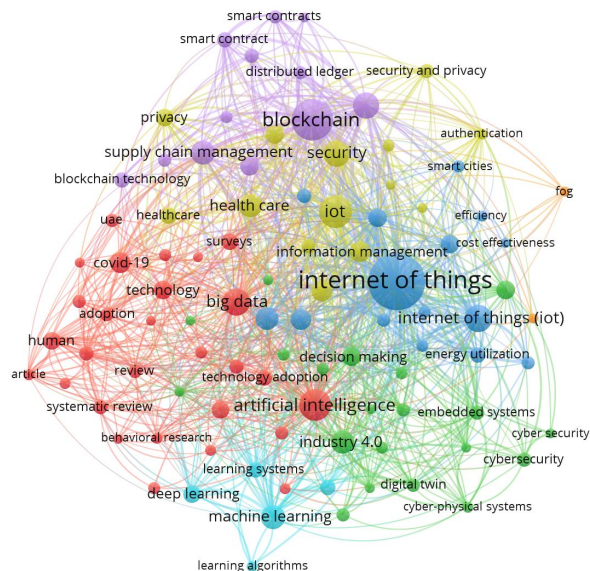 smart contracts
smart contract
distributed ledger
security and privacy
privacy
blockchain
authentication
supply chain management
security
smart cities
blockchain technology
fog
uae
healthcare
health care
iot
efficiency
surveys
information management
cost effectiveness
covid-19
internet of things
technology
big data
adoption
internet of things (iot)
human
decision making
energy utilization
article
review
technology adoption
systematic review
artificial intelligence
embedded systems
behavioral research
industry 4.0
cyber security
learning systems
cybersecurity
deep learning
digital twin
machine learning
cyber-physical systems
learning algorithms